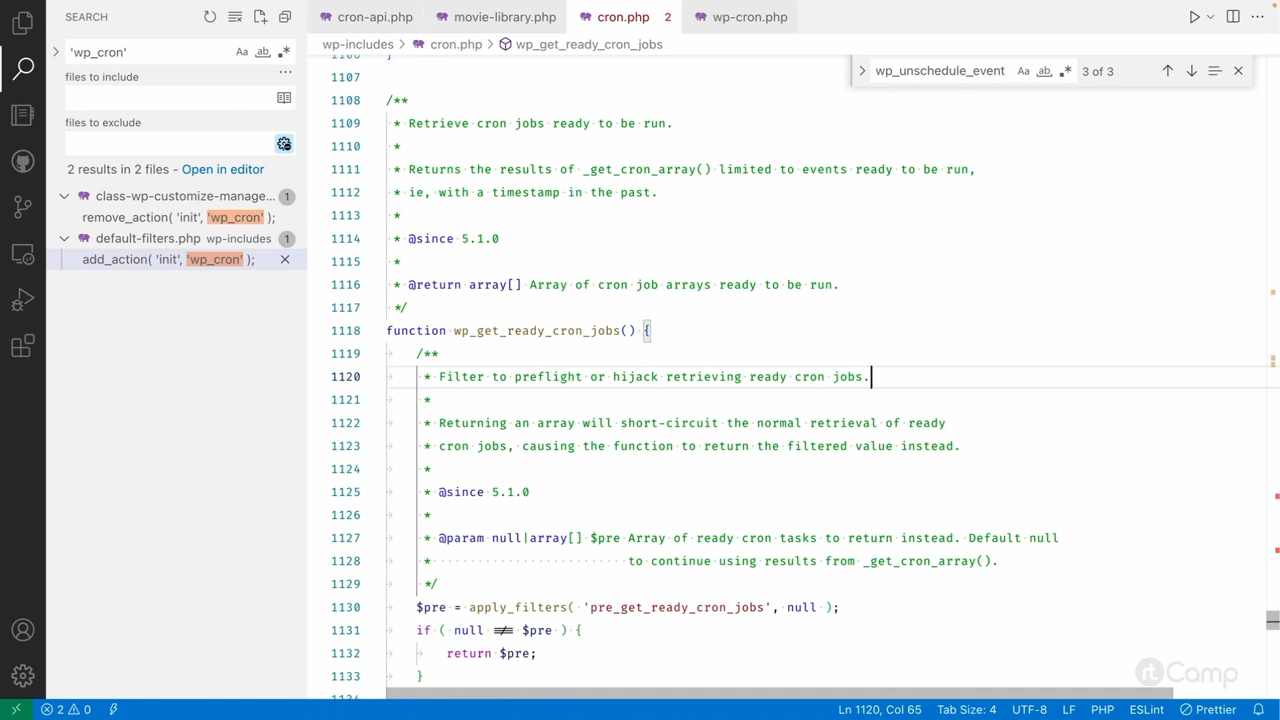 SEARCH
'wp_cron'
Aa ab
files to include
files to exclude
2 results in 2 files - Open in editor
class-wp-customize-manage... 1
remove_action( 'init', 'wp_cron' );
default-filters.php wp-includes 1
add_action( 'init', 'wp_cron' );
cron-api.php movie-library.php cron.php 2 wp-cron.php
wp-includes > cron.php > wp_get_ready_cron_jobs
wp_unschedule_event Aa ab 3 of 3
1106 }
1107
1108 /**
1109 * Retrieve cron jobs ready to be run.
1110 *
1111 * Returns the results of _get_cron_array() limited to events ready to be run,
1112 * ie, with a timestamp in the past.
1113 *
1114 * @since 5.1.0
1115 *
1116 * @return array[] Array of cron job arrays ready to be run.
1117 */
1118 function wp_get_ready_cron_jobs() {
1119 /**
1120 * Filter to preflight or hijack retrieving ready cron jobs.
1121 *
1122 * Returning an array will short-circuit the normal retrieval of ready
1123 * cron jobs, causing the function to return the filtered value instead.
1124 *
1125 * @since 5.1.0
1126 *
1127 * @param null|array[] $pre Array of ready cron tasks to return instead. Default null
1128 * to continue using results from _get_cron_array().
1129 */
1130 $pre = apply_filters( 'pre_get_ready_cron_jobs', null );
1131 if ( null !== $pre ) {
1132 return $pre;
1133 }
1134
rtCamp
2 0 Ln 1120, Col 65 Tab Size: 4 UTF-8 LF PHP ESLint Prettier